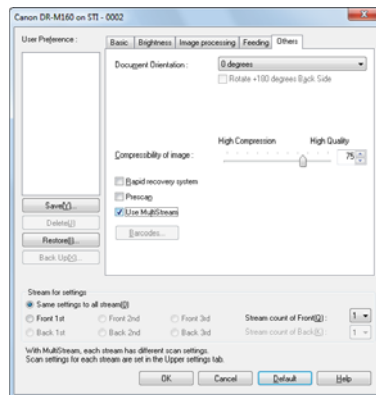 Canon DR-M160 on STI - 0002
User Preference :
Basic Brightness Image processing Feeding Others
Document Orientation : 0 degrees
Rotate +180 degrees Back Side
High Compression High Quality
Compressibility of image : 75
Rapid recovery system
Prescan
Use MultiStream
Barcodes...
Save(Y)...
Delete(J)
Restore(I)...
Back Up(X)...
Stream for settings
Same settings to all stream(0)
Front 1st Front 2nd Front 3rd Stream count of Front(Q) : 1
Back 1st Back 2nd Back 3rd Stream count of Back(K) : 1
With MultiStream, each stream has different scan settings.
Scan settings for each stream are set in the Upper settings tab.
OK Cancel Default Help